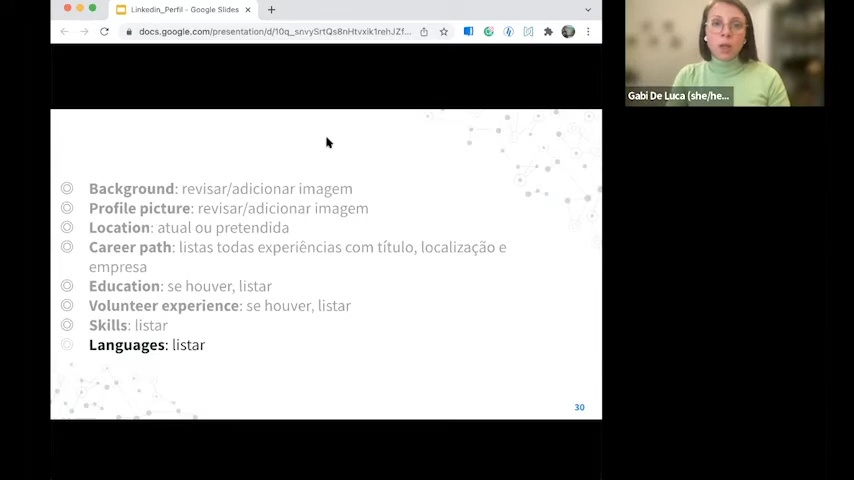 Linkedin_Perfil - Google Slides
docs.google.com/presentation/d/10q_snvySrtQs8nHtvxik1rehJZf...
Gabi De Luca (she/he...
Background: revisar/adicionar imagem
Profile picture: revisar/adicionar imagem
Location: atual ou pretendida
Career path: listas todas experiências com título, localização e
empresa
Education: se houver, listar
Volunteer experience: se houver, listar
Skills: listar
Languages: listar
30